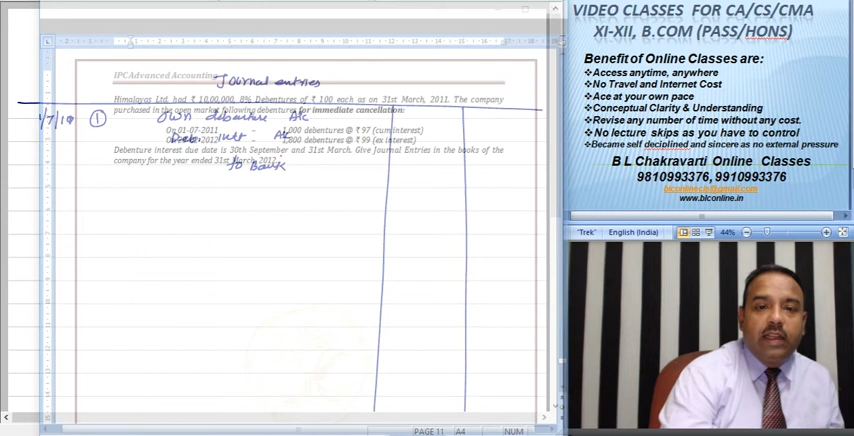 IPCAdvanced Accounting
Journal entries
Himalayas Ltd. had ₹ 10,00,000, 8% Debentures of ₹ 100 each as on 31st March, 2011. The company
purchased in the open market following debentures for immediate cancellation:
1/7/10 ① Own debenture A/c
On 01-07-2011 1,000 debentures @ ₹ 97 (cum interest)
Deb. Intt - A/c
2012 1,800 debentures @ ₹ 99 (ex interest)
Debenture interest due date is 30th September and 31st March. Give Journal Entries in the books of the
company for the year ended 31st March 2012.
To Bank
PAGE 11 A4 NUM
VIDEO CLASSES FOR CA/CS/CMA
XI-XII, B.COM (PASS/HONS)
Benefit of Online Classes are:
❖Access anytime, anywhere
❖No Travel and Internet Cost
❖Ace at your own pace
❖Conceptual Clarity & Understanding
❖Revise any number of time without any cost.
❖No lecture skips as you have to control
❖Became self deciplined and sincere as no external pressure
B L Chakravarti Online Classes
9810993376, 9910993376
www.blconline.in
"Trek" English (India) 44%